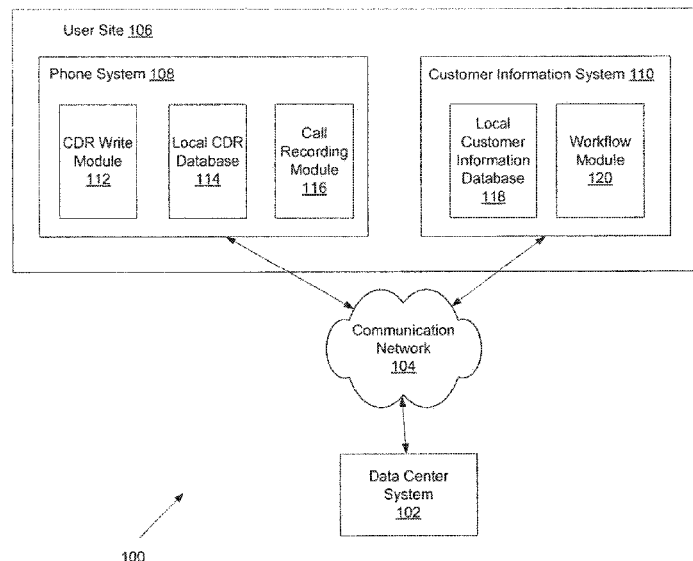 User Site 106
Phone System 108
CDR Write
Module
112
Local CDR
Database
114
Call
Recording
Module
116
Customer Information System 110
Local
Customer
Information
Database
118
Workflow
Module
120
Communication
Network
104
Data Center
System
102
100